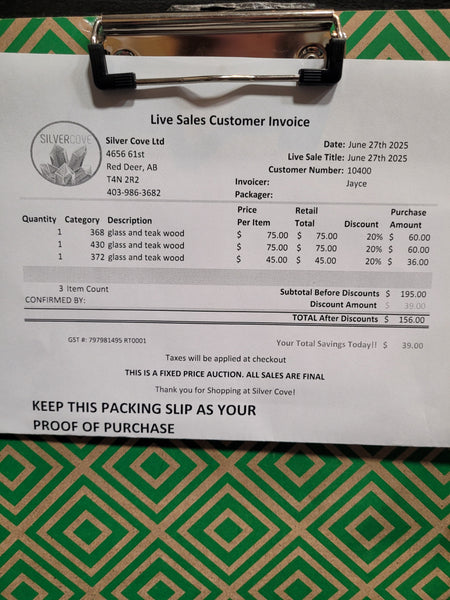 Live Sales Customer Invoice
SILVERCOVE
Silver Cove Ltd
4656 61st
Red Deer, AB
T4N 2R2
403-986-3682
Date: June 27th 2025
Live Sale Title: June 27th 2025
Customer Number: 10400
Invoicer: Jayce
Packager:
Quantity Category Description Price Per Item Retail Total Discount Purchase Amount
1 368 glass and teak wood $ 75.00 $ 75.00 20% $ 60.00
1 430 glass and teak wood $ 75.00 $ 75.00 20% $ 60.00
1 372 glass and teak wood $ 45.00 $ 45.00 20% $ 36.00
3 Item Count Subtotal Before Discounts $ 195.00
CONFIRMED BY: Discount Amount $ 39.00
TOTAL After Discounts $ 156.00
GST #: 797981495 RT0001 Your Total Savings Today!! $ 39.00
Taxes will be applied at checkout
THIS IS A FIXED PRICE AUCTION. ALL SALES ARE FINAL
Thank you for Shopping at Silver Cove!
KEEP THIS PACKING SLIP AS YOUR
PROOF OF PURCHASE